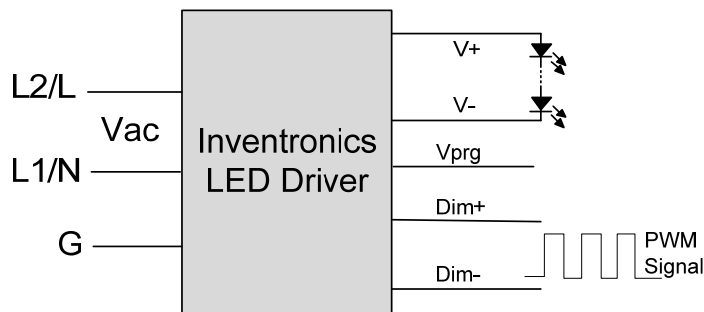 L2/L
Vac
L1/N
G
Inventronics
LED Driver
V+
V-
Vprg
Dim+
Dim-
PWM
Signal